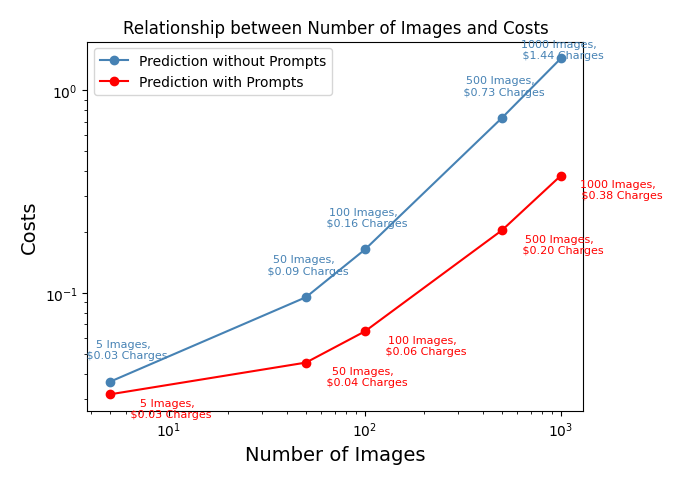 Relationship between Number of Images and Costs
Prediction without Prompts
Prediction with Prompts
1000 Images,
$1.44 Charges
500 Images,
$0.73 Charges
100 Images,
$0.16 Charges
50 Images,
$0.09 Charges
5 Images,
$0.03 Charges
1000 Images,
$0.38 Charges
500 Images,
$0.20 Charges
100 Images,
$0.06 Charges
50 Images,
$0.04 Charges
5 Images,
$0.03 Charges
10⁰
10⁻¹
Costs
10¹ 10² 10³
Number of Images